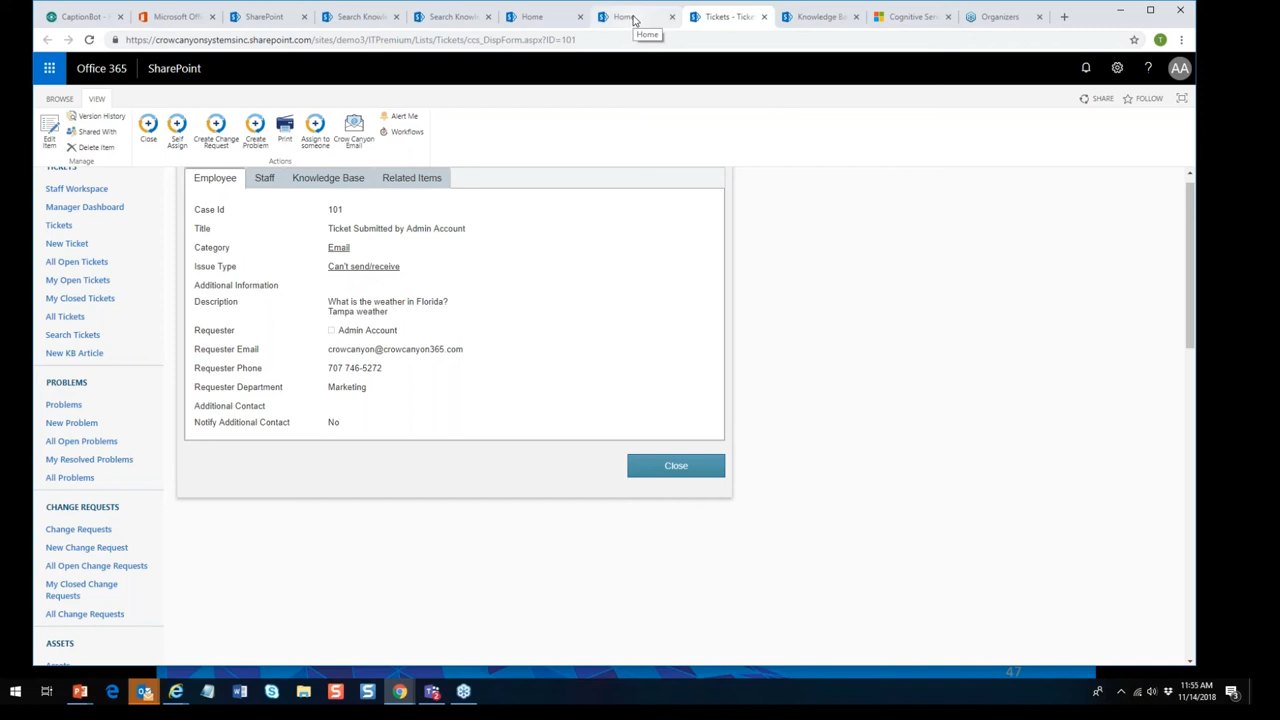 CaptionBot -
Microsoft Offi
SharePoint
Search Knowl
Search Knowl
Home
Home
Tickets - Ticke
Knowledge Ba
Cognitive Ser
Organizers
Home
https://crowcanyonsystemsinc.sharepoint.com/sites/demo3/ITPremium/Lists/Tickets/ccs_DispForm.aspx?ID=101
T
Office 365
SharePoint
AA
BROWSE
VIEW
SHARE
FOLLOW
Edit
Item
Version History
Shared With
Delete Item
Manage
Close
Self
Assign
Create Change
Request
Create
Problem
Print
Assign to
someone
Crow Canyon
Email
Alert Me
Workflows
Actions
TICKETS
Staff Workspace
Manager Dashboard
Tickets
New Ticket
All Open Tickets
My Open Tickets
My Closed Tickets
All Tickets
Search Tickets
New KB Article
PROBLEMS
Problems
New Problem
All Open Problems
My Resolved Problems
All Problems
CHANGE REQUESTS
Change Requests
New Change Request
All Open Change Requests
My Closed Change
Requests
All Change Requests
ASSETS
Assets
Employee
Staff
Knowledge Base
Related Items
Case Id 101
Title Ticket Submitted by Admin Account
Category Email
Issue Type Can't send/receive
Additional Information
Description What is the weather in Florida?
Tampa weather
Requester Admin Account
Requester Email crowcanyon@crowcanyon365.com
Requester Phone 707 746-5272
Requester Department Marketing
Additional Contact
Notify Additional Contact No
Close
47
11:55 AM
11/14/2018
3